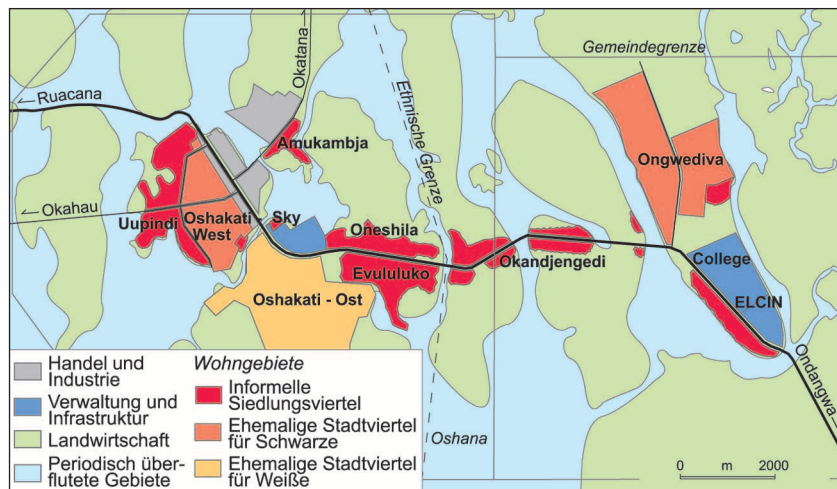 Gemeindegrenze
Okatana
Ruacana
Ethnische Grenze
Amukambja
Ongwediva
Okahau
Uupindi
Oshakati - Sky
West
Oneshila
Okandjengedi
College
Evululuko
Oshakati - Ost
ELCIN
Ondangwa
Oshana
Handel und
Industrie
Verwaltung und
Infrastruktur
Landwirtschaft
Periodisch über-
flutete Gebiete
Wohngebiete
Informelle
Siedlungsviertel
Ehemalige Stadtviertel
für Schwarze
Ehemalige Stadtviertel
für Weiße
0 m 2000